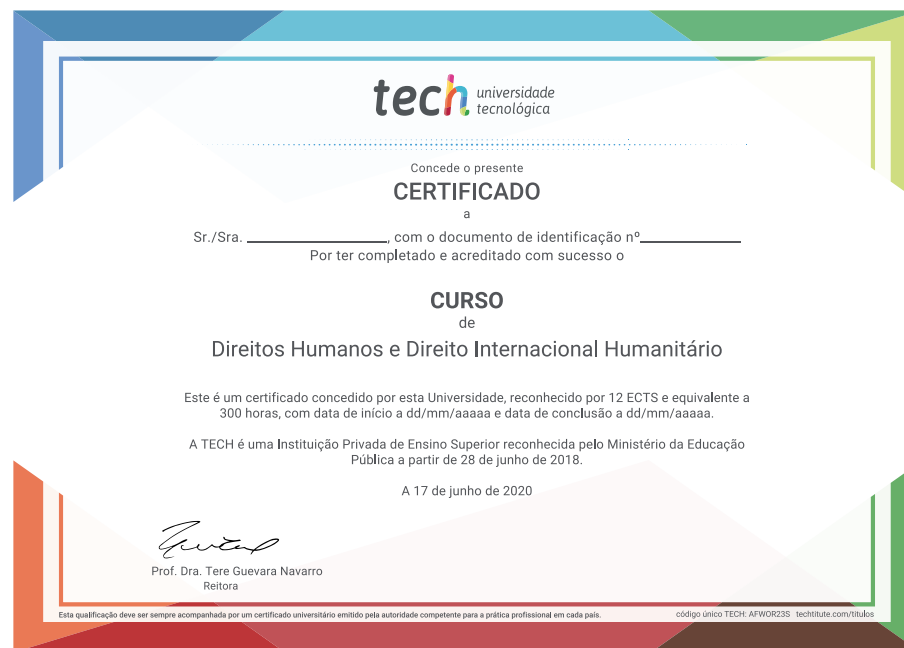 tech universidade
tecnológica
Concede o presente
CERTIFICADO
a
Sr./Sra. ____________, com o documento de identificação nº____________
Por ter completado e acreditado com sucesso o
CURSO
de
Direitos Humanos e Direito Internacional Humanitário
Este é um certificado concedido por esta Universidade, reconhecido por 12 ECTS e equivalente a
300 horas, com data de início a dd/mm/aaaaa e data de conclusão a dd/mm/aaaaa.
A TECH é uma Instituição Privada de Ensino Superior reconhecida pelo Ministério da Educação
Pública a partir de 28 de junho de 2018.
A 17 de junho de 2020
Prof. Dra. Tere Guevara Navarro
Reitora
Esta qualificação deve ser sempre acompanhada por um certificado universitário emitido pela autoridade competente para a prática profissional em cada país. código único TECH: AFWOR23S techtitute.com/titulos